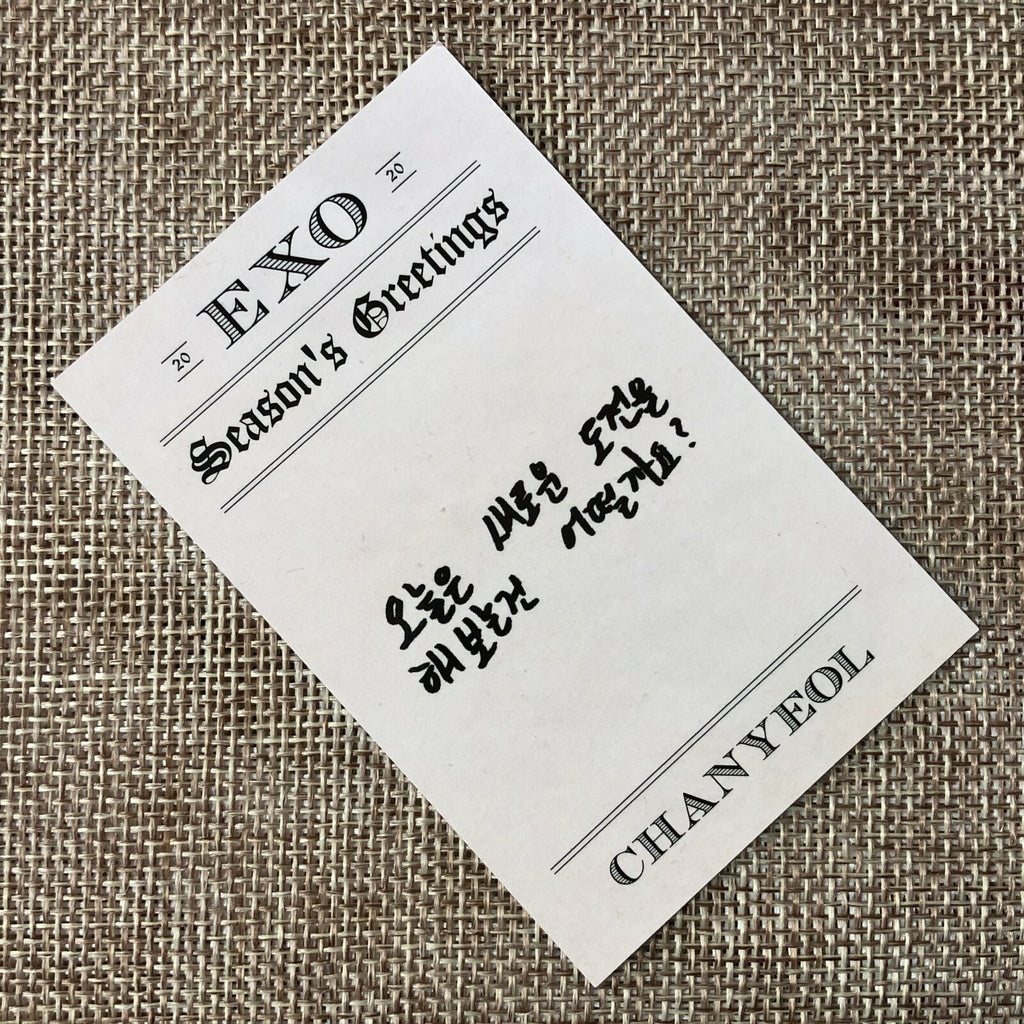 20 EXO 20
Season's Greetings
오늘은 새로운 도전을
해보는건 어떨까요?
CHANYEOL